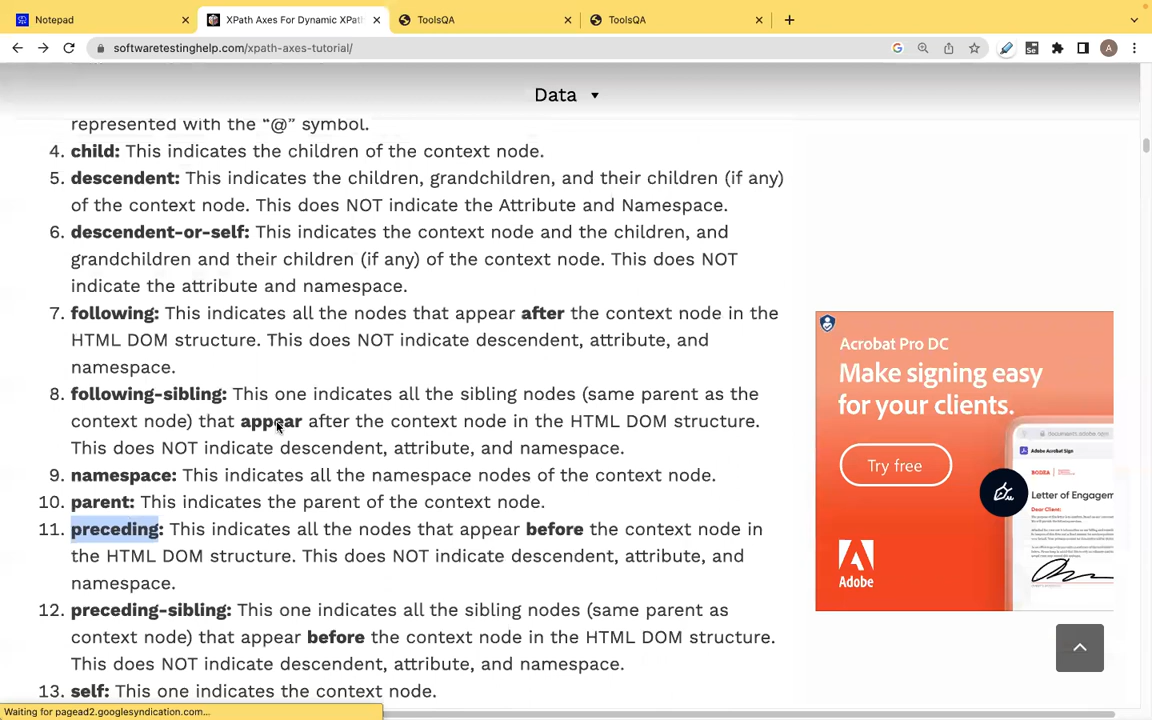 Notepad
XPath Axes For Dynamic XPath
ToolsQA
ToolsQA
softwaretestinghelp.com/xpath-axes-tutorial/
A
Data
represented with the “@” symbol.
4. child: This indicates the children of the context node.
5. descendent: This indicates the children, grandchildren, and their children (if any)
of the context node. This does NOT indicate the Attribute and Namespace.
6. descendent-or-self: This indicates the context node and the children, and
grandchildren and their children (if any) of the context node. This does NOT
indicate the attribute and namespace.
7. following: This indicates all the nodes that appear after the context node in the
HTML DOM structure. This does NOT indicate descendent, attribute, and
namespace.
8. following-sibling: This one indicates all the sibling nodes (same parent as the
context node) that appear after the context node in the HTML DOM structure.
This does NOT indicate descendent, attribute, and namespace.
9. namespace: This indicates all the namespace nodes of the context node.
10. parent: This indicates the parent of the context node.
11. preceding: This indicates all the nodes that appear before the context node in
the HTML DOM structure. This does NOT indicate descendent, attribute, and
namespace.
12. preceding-sibling: This one indicates all the sibling nodes (same parent as
context node) that appear before the context node in the HTML DOM structure.
This does NOT indicate descendent, attribute, and namespace.
13. self: This one indicates the context node.
Acrobat Pro DC
Make signing easy
for your clients.
Try free
BODEA
Letter of Engagem
Dear Client:
Adobe
Waiting for pagead2.googlesyndication.com...